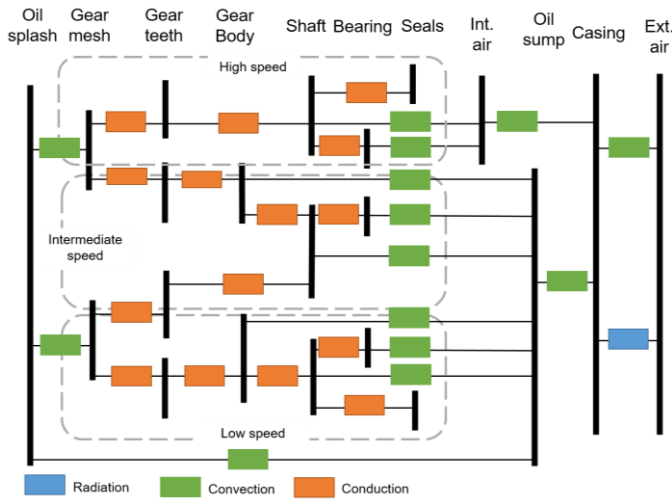 Oil splash
Gear mesh
Gear teeth
Gear Body
Shaft
Bearing
Seals
Int. air
Oil sump
Casing
Ext. air
High speed
Intermediate speed
Low speed
Radiation
Convection
Conduction